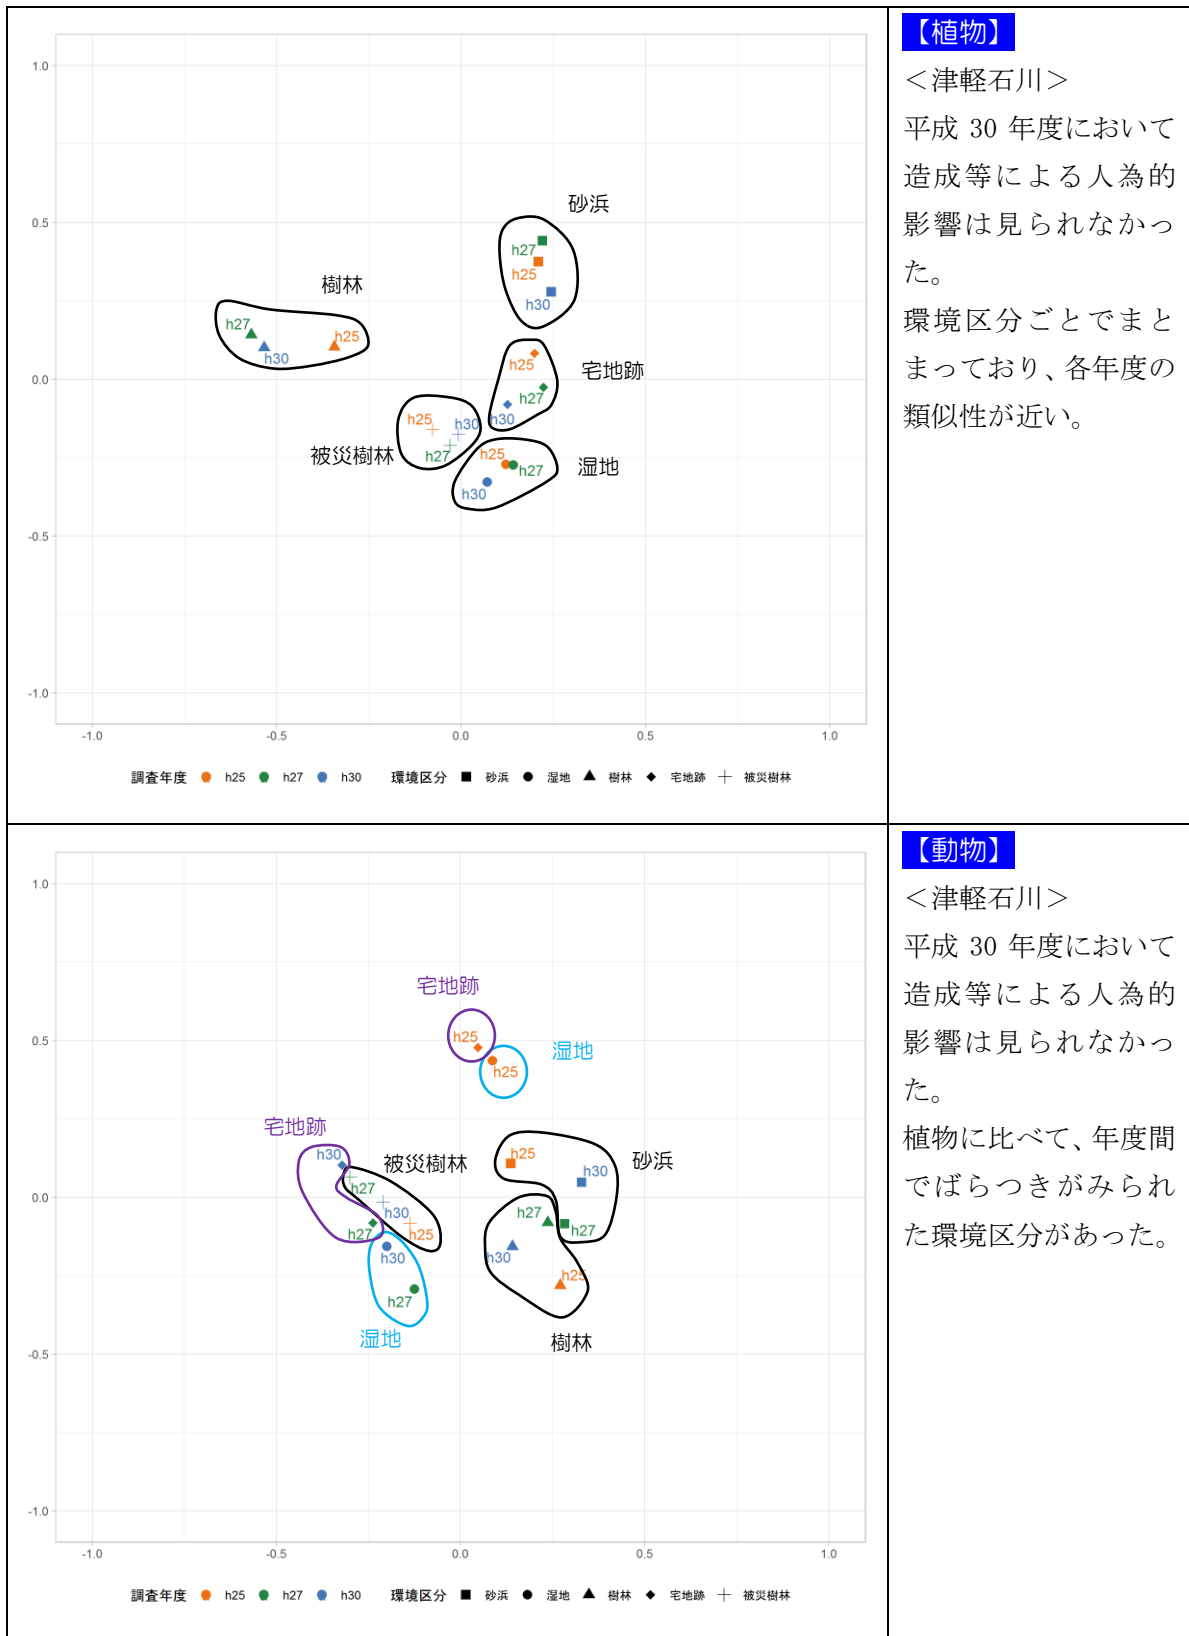 【植物】
<津軽石川>
平成 30 年度において
造成等による人為的
影響は見られなかっ
た。
環境区分ごとでまと
まっており、各年度の
類似性が近い。
1.0
0.5
0.0
-0.5
-1.0
砂浜
h27
h25
h30
樹林
h27
h30
h25
宅地跡
h25
h27
h30
被災樹林
h25
h30
h27
湿地
h25
h27
h30
-1.0
-0.5
0.0
0.5
1.0
調査年度 h25 h27 h30 環境区分 砂浜 湿地 樹林 宅地跡 被災樹林
【動物】
<津軽石川>
平成 30 年度において
造成等による人為的
影響は見られなかっ
た。
植物に比べて、年度間
でばらつきがみられ
た環境区分があった。
1.0
0.5
0.0
-0.5
-1.0
宅地跡
h25
湿地
h25
宅地跡
h30
h27
被災樹林
h27
h30
h25
砂浜
h25
h30
h27
湿地
h30
h27
樹林
h27
h30
h25
-1.0
-0.5
0.0
0.5
1.0
調査年度 h25 h27 h30 環境区分 砂浜 湿地 樹林 宅地跡 被災樹林